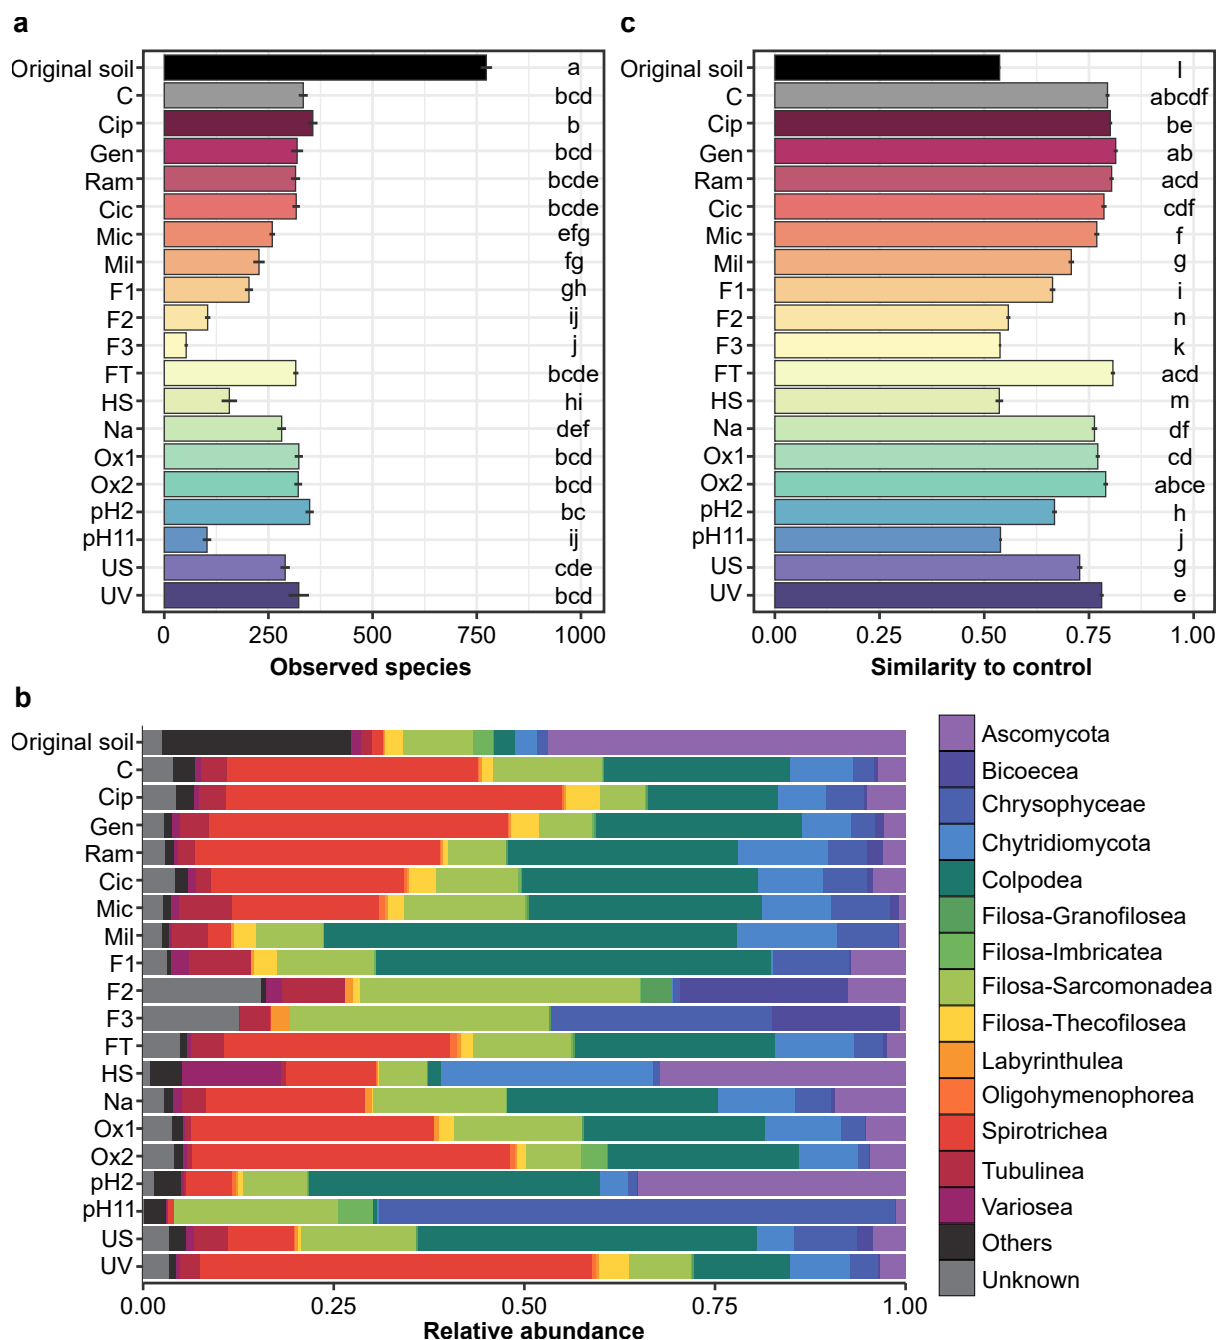 a
Original soil a
C bcd
Cip b
Gen bcd
Ram bcde
Cic bcde
Mic efg
Mil fg
F1 gh
F2 ij
F3 j
FT bcde
HS hi
Na def
Ox1 bcd
Ox2 bcd
pH2 bc
pH11 ij
US cde
UV bcd
0 250 500 750 1000
Observed species
c
Original soil l
C abcdf
Cip be
Gen ab
Ram acd
Cic cdf
Mic f
Mil g
F1 i
F2 n
F3 k
FT acd
HS m
Na df
Ox1 cd
Ox2 abce
pH2 h
pH11 j
US g
UV e
0.00 0.25 0.50 0.75 1.00
Similarity to control
b
Original soil
C
Cip
Gen
Ram
Cic
Mic
Mil
F1
F2
F3
FT
HS
Na
Ox1
Ox2
pH2
pH11
US
UV
0.00 0.25 0.50 0.75 1.00
Relative abundance
Ascomycota
Bicoecea
Chrysophyceae
Chytridiomycota
Colpodea
Filosa-Granofilosea
Filosa-Imbricatea
Filosa-Sarcomonadea
Filosa-Thecofilosea
Labyrinthulea
Oligohymenophorea
Spirotrichea
Tubulinea
Variosea
Others
Unknown